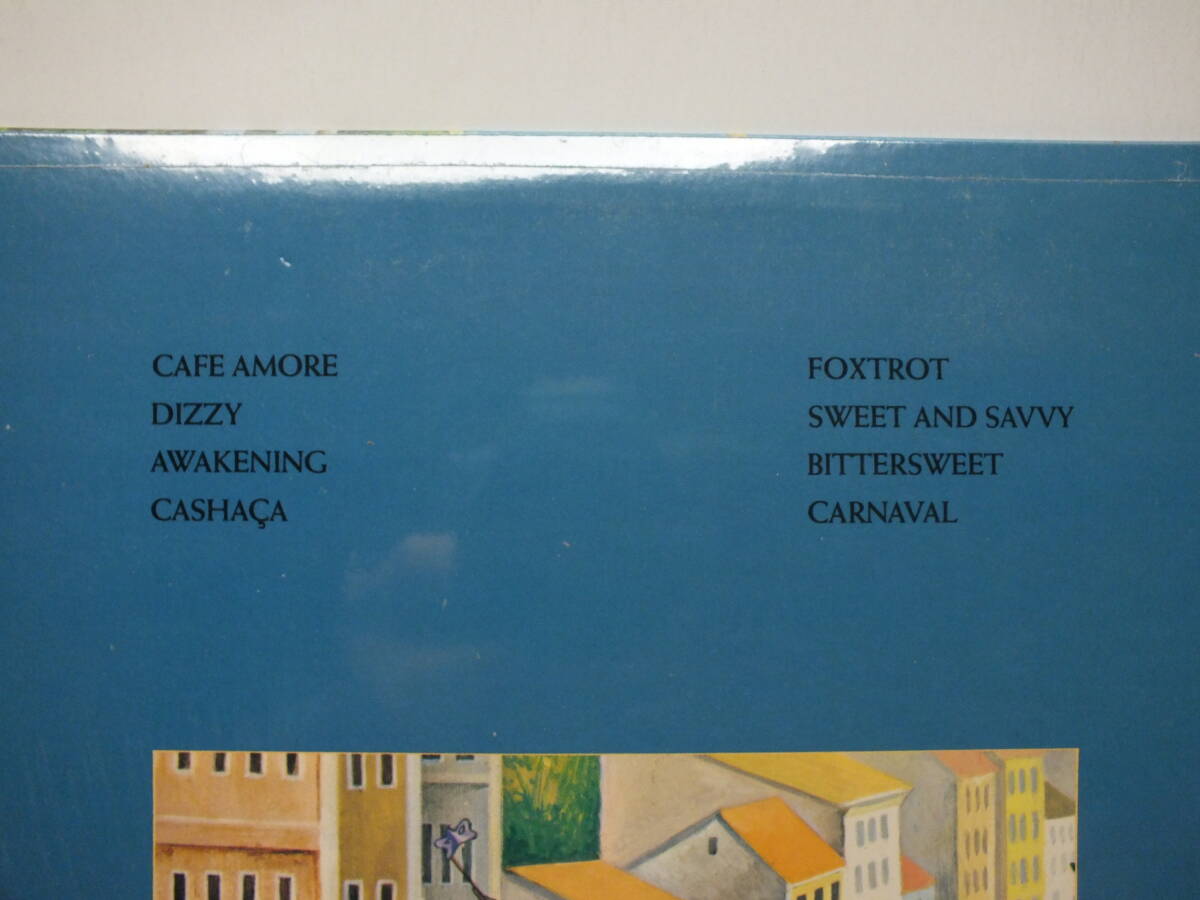 CAFE AMORE
DIZZY
AWAKENING
CASHAÇA
FOXTROT
SWEET AND SAVVY
BITTERSWEET
CARNAVAL